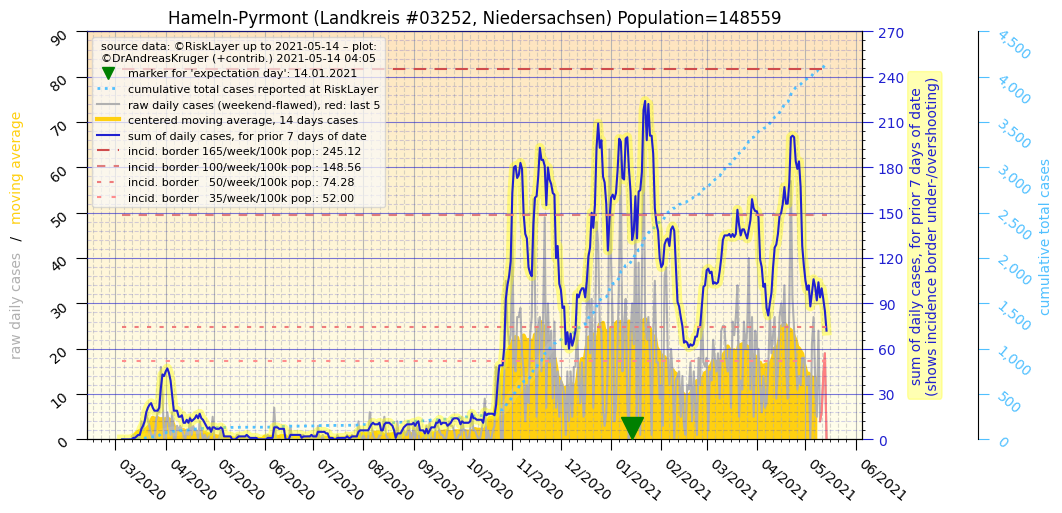 Hameln-Pyrmont (Landkreis #03252, Niedersachsen) Population=148559
source data: ©RiskLayer up to 2021-05-14 – plot:
©DrAndreasKruger (+contrib.) 2021-05-14 04:05
marker for 'expectation day': 14.01.2021
cumulative total cases reported at RiskLayer
raw daily cases (weekend-flawed), red: last 5
centered moving average, 14 days cases
sum of daily cases, for prior 7 days of date
incid. border 165/week/100k pop.: 245.12
incid. border 100/week/100k pop.: 148.56
incid. border 50/week/100k pop.: 74.28
incid. border 35/week/100k pop.: 52.00
raw daily cases / moving average
90
80
70
60
50
40
30
20
10
0
03/2020
04/2020
05/2020
06/2020
07/2020
08/2020
09/2020
10/2020
11/2020
12/2020
01/2021
02/2021
03/2021
04/2021
05/2021
06/2021
270
240
210
180
150
120
90
60
30
0
sum of daily cases, for prior 7 days of date
(shows incidence border under-/overshooting)
4,500
4,000
3,500
3,000
2,500
2,000
1,500
1,000
500
0
cumulative total cases